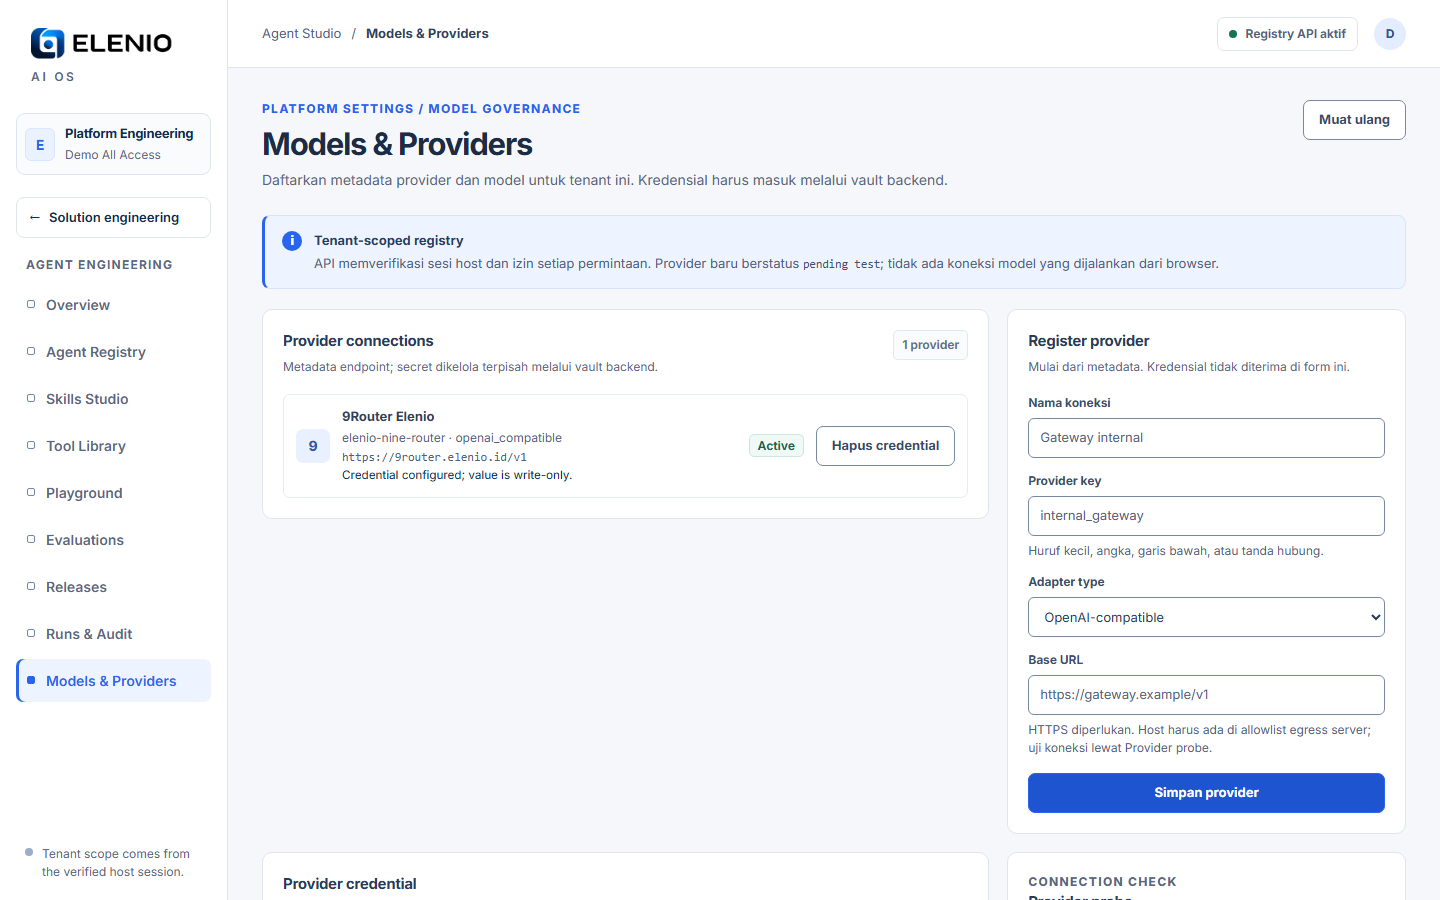 ELENIO
AI OS
E
Platform Engineering
Demo All Access
← Solution engineering
AGENT ENGINEERING
Overview
Agent Registry
Skills Studio
Tool Library
Playground
Evaluations
Releases
Runs & Audit
Models & Providers
Tenant scope comes from
the verified host session.
Agent Studio / Models & Providers
Registry API aktif
D
PLATFORM SETTINGS / MODEL GOVERNANCE
Models & Providers
Daftarkan metadata provider dan model untuk tenant ini. Kredensial harus masuk melalui vault backend.
Muat ulang
i
Tenant-scoped registry
API memverifikasi sesi host dan izin setiap permintaan. Provider baru berstatus pending test; tidak ada koneksi model yang dijalankan dari browser.
Provider connections
1 provider
Metadata endpoint; secret dikelola terpisah melalui vault backend.
9
9Router Elenio
elenio-nine-router · openai_compatible
https://9router.elenio.id/v1
Credential configured; value is write-only.
Active
Hapus credential
Register provider
Mulai dari metadata. Kredensial tidak diterima di form ini.
Nama koneksi
Gateway internal
Provider key
internal_gateway
Huruf kecil, angka, garis bawah, atau tanda hubung.
Adapter type
OpenAI-compatible
Base URL
https://gateway.example/v1
HTTPS diperlukan. Host harus ada di allowlist egress server;
uji koneksi lewat Provider probe.
Simpan provider
Provider credential
CONNECTION CHECK
Provider probe